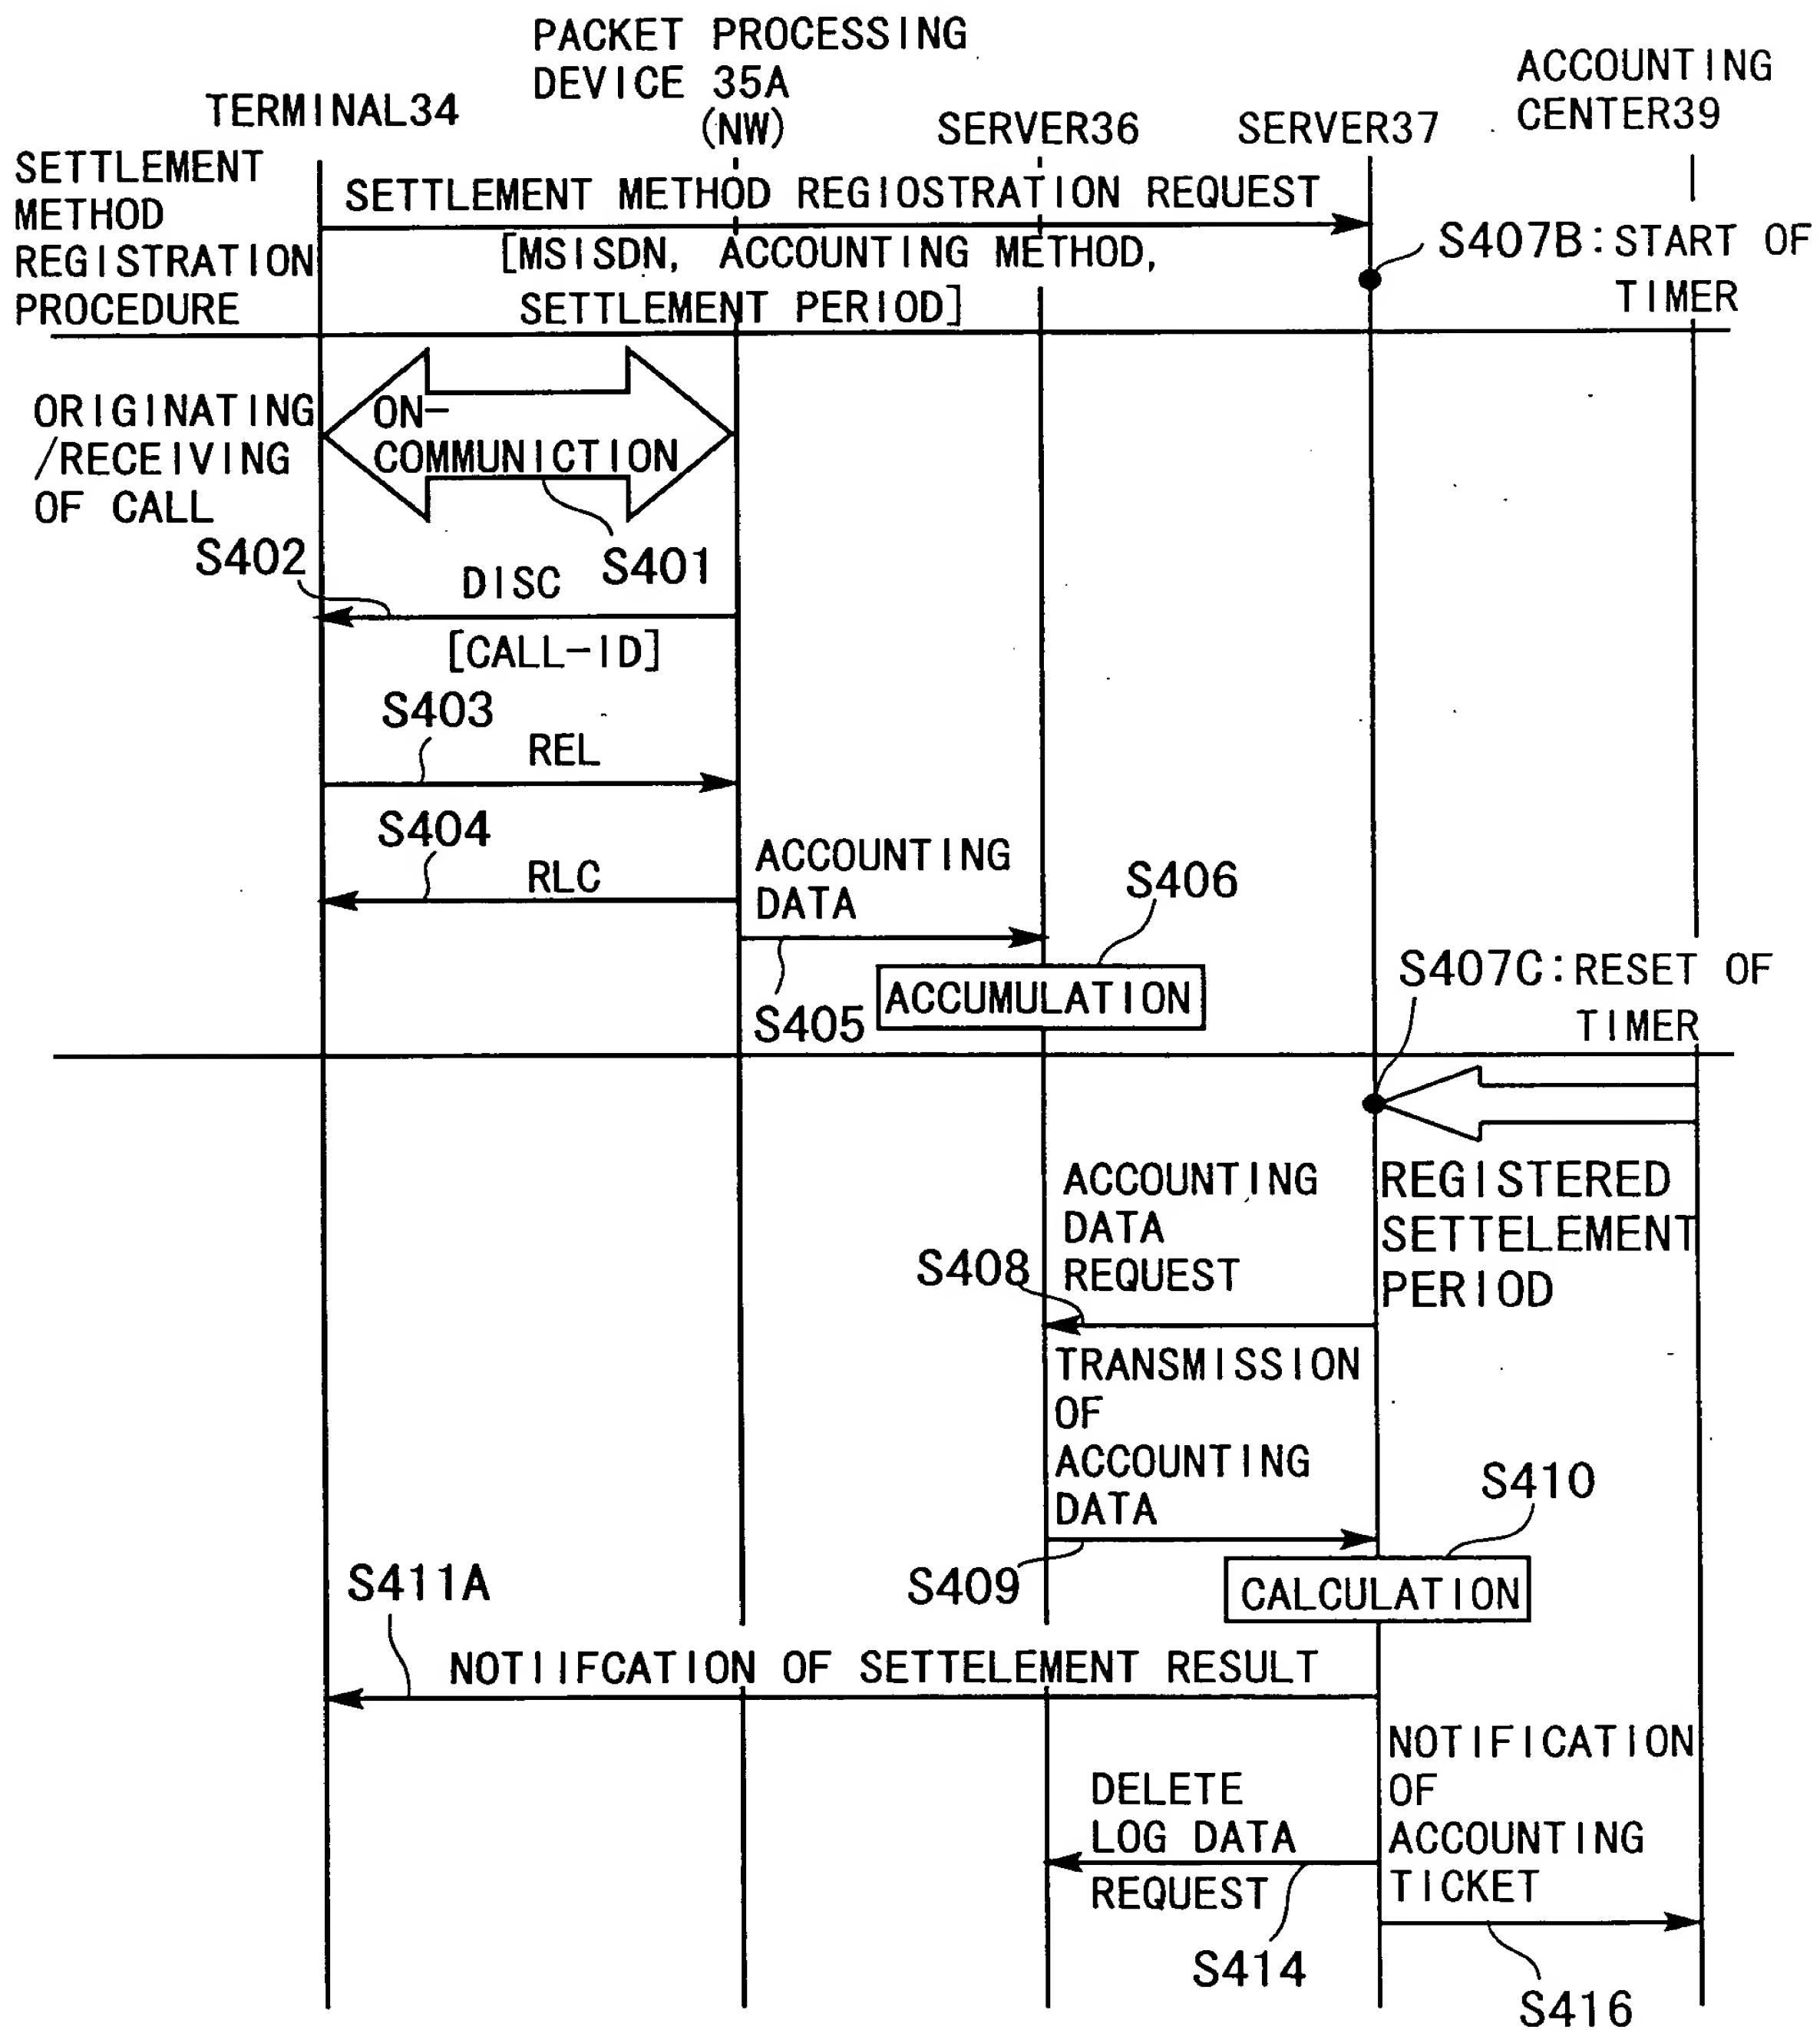 PACKET PROCESSING
DEVICE 35A
(NW)
TERMINAL34
SERVER36
SERVER37
ACCOUNTING
CENTER39
SETTLEMENT
METHOD
REGISTRATION
PROCEDURE
SETTLEMENT METHOD REGIOSTRATION REQUEST
[MSISDN, ACCOUNTING METHOD,
SETTLEMENT PERIOD]
S407B:START OF
TIMER
ORIGINATING
/RECEIVING
OF CALL
ON-
COMMUNICTION
S401
S402
DISC
[CALL-ID]
S403
REL
S404
RLC
ACCOUNTING
DATA
S405
S406
ACCUMULATION
S407C:RESET OF
TIMER
REGISTERED
SETTELEMENT
PERIOD
ACCOUNTING
DATA
REQUEST
S408
TRANSMISSION
OF
ACCOUNTING
DATA
S409
S410
CALCULATION
S411A
NOTIIFCATION OF SETTELEMENT RESULT
DELETE
LOG DATA
REQUEST
S414
NOTIFICATION
OF
ACCOUNTING
TICKET
S416